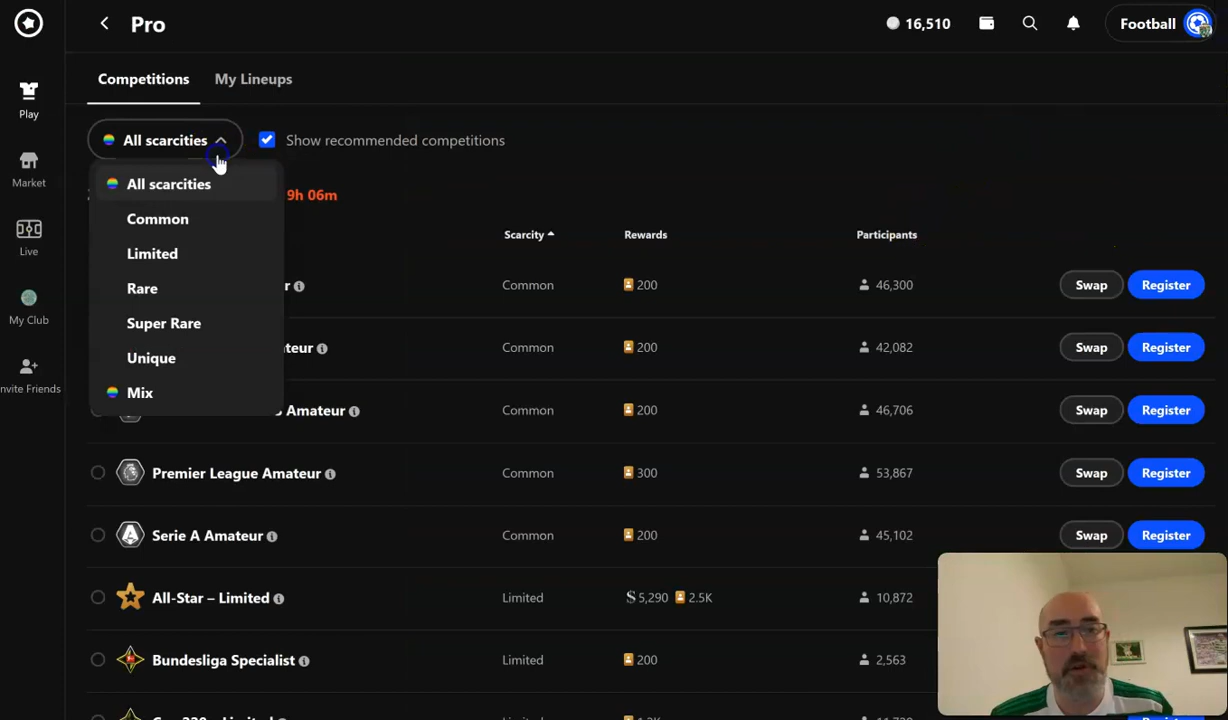 Pro
16,510
Football
Play
Market
Live
My Club
nvite Friends
Competitions My Lineups
All scarcities Show recommended competitions
All scarcities
Common
Limited
Rare
Super Rare
Unique
Mix
9h 06m
Scarcity Rewards Participants
r Common 200 46,300 Swap Register
teur Common 200 42,082 Swap Register
Amateur Common 200 46,706 Swap Register
Premier League Amateur Common 300 53,867 Swap Register
Serie A Amateur Common 200 45,102 Swap Register
All-Star – Limited Limited $ 5,290 2.5K 10,872
Bundesliga Specialist Limited 200 2,563